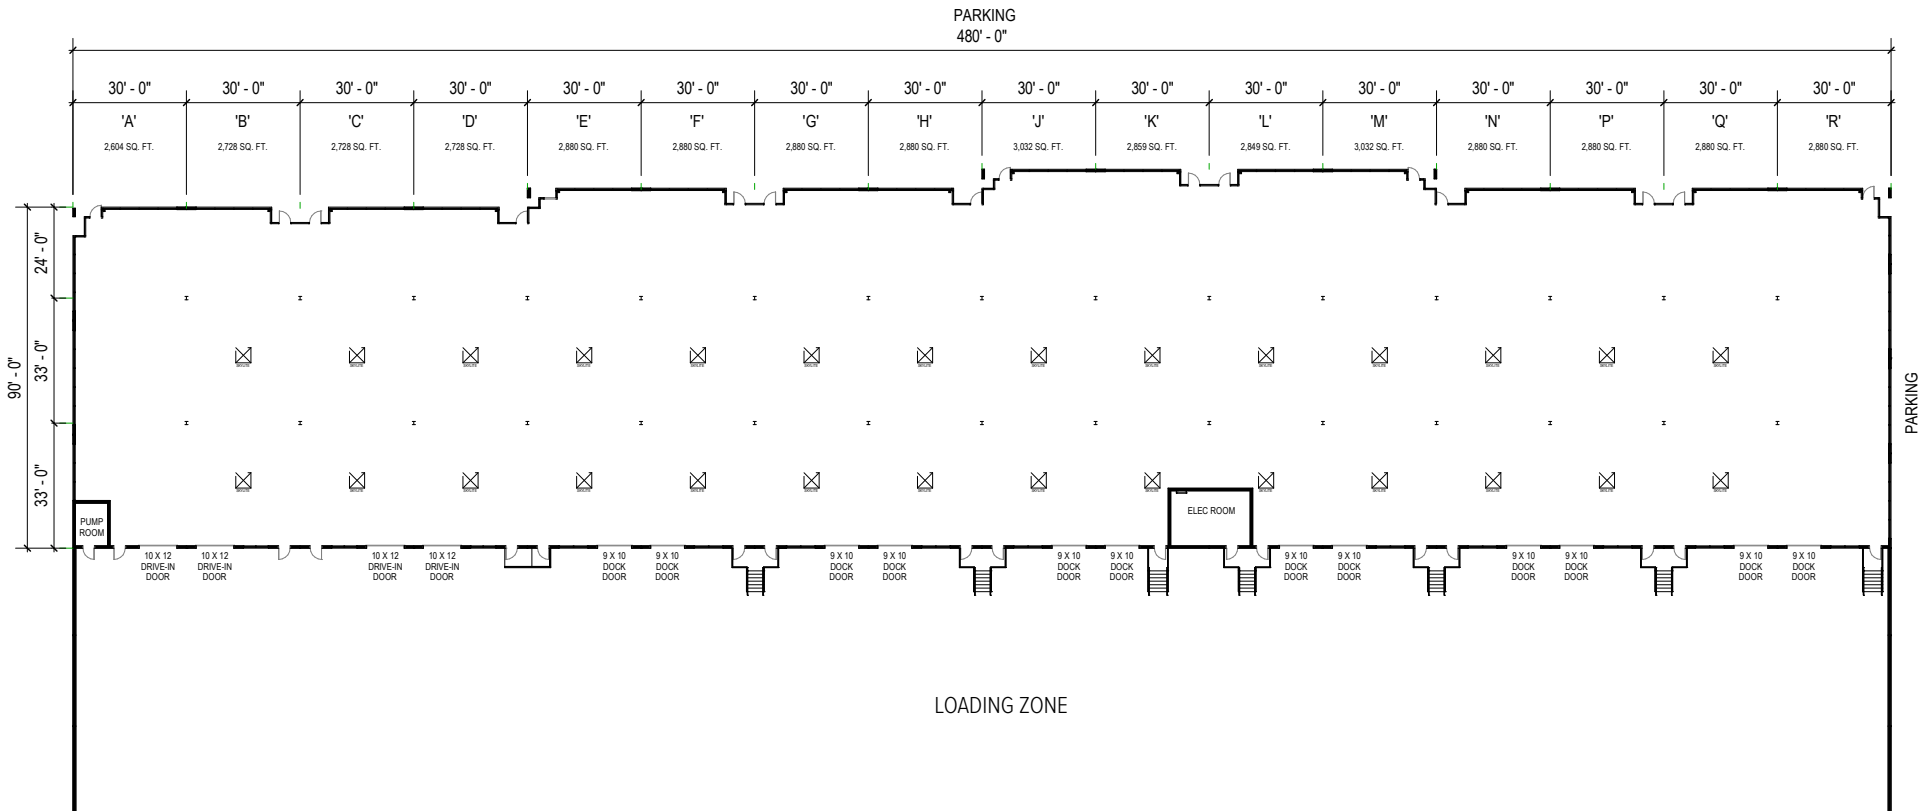 PARKING
480' - 0"
30' - 0" 30' - 0" 30' - 0" 30' - 0" 30' - 0" 30' - 0" 30' - 0" 30' - 0" 30' - 0" 30' - 0" 30' - 0" 30' - 0" 30' - 0" 30' - 0" 30' - 0" 30' - 0"
'A' 'B' 'C' 'D' 'E' 'F' 'G' 'H' 'J' 'K' 'L' 'M' 'N' 'P' 'Q' 'R'
2,604 SQ. FT. 2,728 SQ. FT. 2,728 SQ. FT. 2,728 SQ. FT. 2,880 SQ. FT. 2,880 SQ. FT. 2,880 SQ. FT. 2,880 SQ. FT. 3,032 SQ. FT. 2,859 SQ. FT. 2,849 SQ. FT. 3,032 SQ. FT. 2,880 SQ. FT. 2,880 SQ. FT. 2,880 SQ. FT. 2,880 SQ. FT.
24' - 0"
33' - 0"
90' - 0"
33' - 0"
PARKING
PUMP
ROOM
ELEC ROOM
10 X 12
DRIVE-IN
DOOR
10 X 12
DRIVE-IN
DOOR
10 X 12
DRIVE-IN
DOOR
10 X 12
DRIVE-IN
DOOR
9 X 10
DOCK
DOOR
9 X 10
DOCK
DOOR
9 X 10
DOCK
DOOR
9 X 10
DOCK
DOOR
9 X 10
DOCK
DOOR
9 X 10
DOCK
DOOR
9 X 10
DOCK
DOOR
9 X 10
DOCK
DOOR
9 X 10
DOCK
DOOR
9 X 10
DOCK
DOOR
9 X 10
DOCK
DOOR
9 X 10
DOCK
DOOR
LOADING ZONE